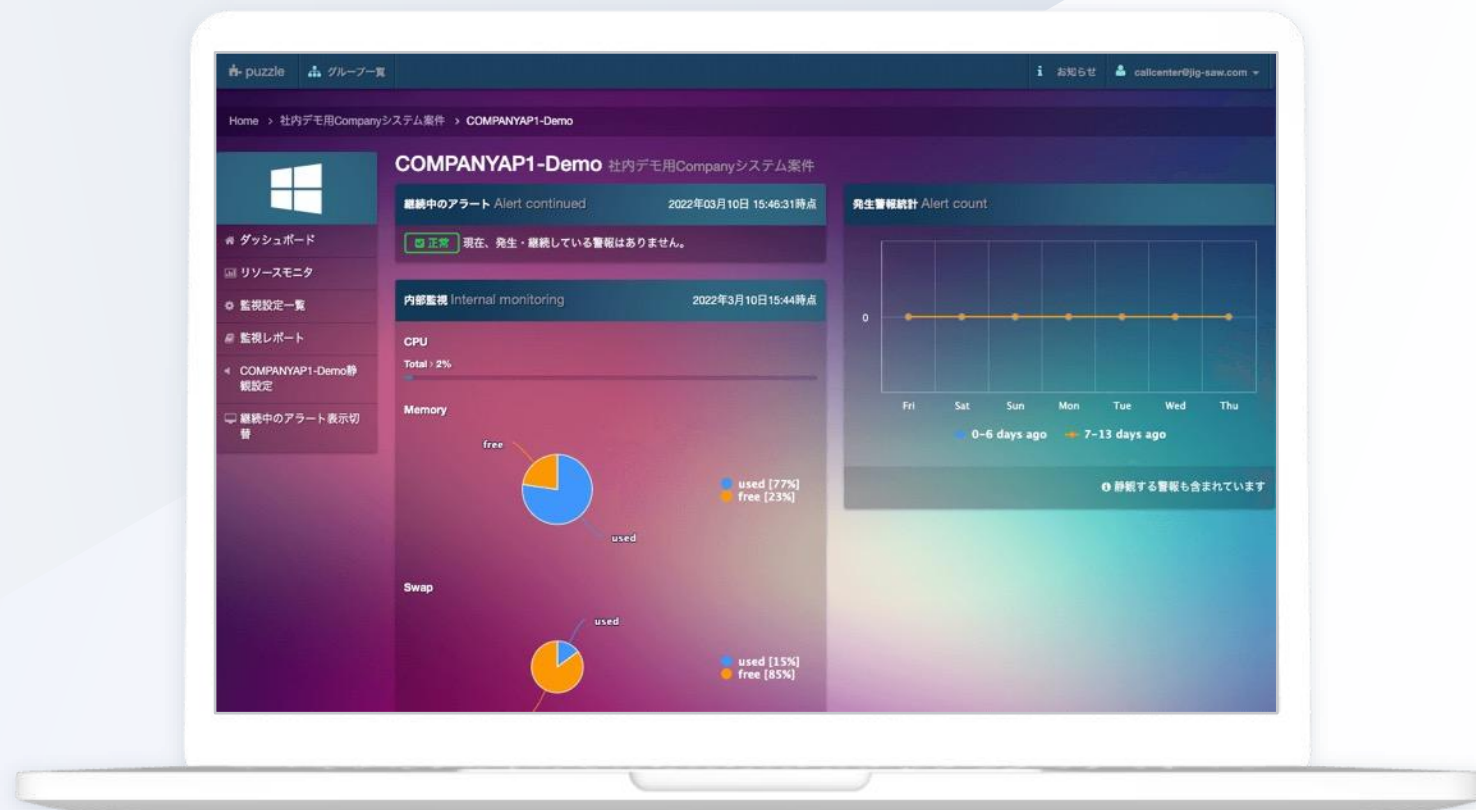 puzzle
グループ一覧
お知らせ
callcenter@jig-saw.com
Home > 社内デモ用Companyシステム案件 > COMPANYAP1-Demo
COMPANYAP1-Demo 社内デモ用Companyシステム案件
ダッシュボード
リソースモニタ
監視設定一覧
監視レポート
COMPANYAP1-Demo静
観設定
継続中のアラート表示切
替
継続中のアラート Alert continued
2022年03月10日 15:46:31時点
正常 現在、発生・継続している警報はありません。
内部監視 Internal monitoring
2022年3月10日15:44時点
CPU
Total > 2%
Memory
free
used
used [77%]
free [23%]
Swap
used
used [15%]
free [85%]
発生警報統計 Alert count
0
Fri Sat Sun Mon Tue Wed Thu
0-6 days ago 7-13 days ago
静観する警報も含まれています